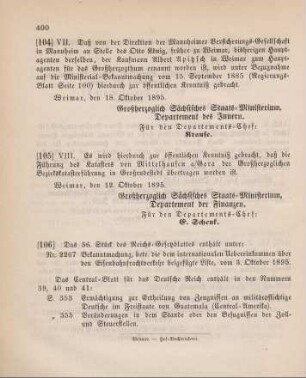 400
[104] VII. Daß von der Direktion der Mannheimer Versicherungs-Gesellschaft
in Mannheim an Stelle des Otto König, früher zu Weimar, bisherigen Haupt-
agenten derselben, der Kaufmann Albert Apitzsch in Weimar zum Haupt-
agenten für das Großherzogthum ernannt worden ist, wird unter Bezugnahme
auf die Ministerial-Bekanntmachung vom 15. September 1885 (Regierungs-
Blatt Seite 190) hierdurch zur öffentlichen Kenntniß gebracht.
Weimar, den 18. Oktober 1895.
Großherzoglich Sächsisches Staats-Ministerium,
Departement des Innern.
Für den Departements-Chef:
Krause.
[105] VIII. Es wird hierdurch zur öffentlichen Kenntniß gebracht, daß die
Führung des Katasters von Mittelhausen der Großherzoglichen
Bezirkskatasterführung in Großrudestedt übertragen worden ist.
Weimar, den 12. Oktober 1895.
Großherzoglich Sächsisches Staats-Ministerium,
Departement der Finanzen.
Für den Departements-Chef:
E. Schenk.
[106] Das 36. Stück des Reichs-Gesetzblattes enthält unter:
Nr. 2267 Bekanntmachung, betr. die dem internationalen Uebereinkommen über
den Eisenbahnfrachtverkehr beigefügte Liste, vom 3. Oktober 1895.
Das Central-Blatt für das Deutsche Reich enthält in den Nummern
39, 40 und 41:
S. 353 Ermächtigung zur Ertheilung von Zeugnissen an militärpflichtige
Deutsche im Freistaate von Central-Guatemala.
„ 355 Veränderungen in dem Stande oder den Befugnissen der Zoll-
und Steuerstellen.
Weimar. — Hof-Buchdruckerei.